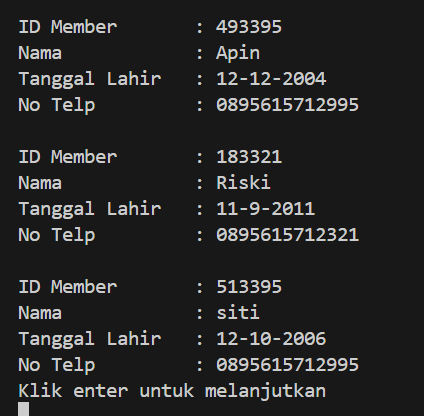 ID Member : 493395
Nama : Apin
Tanggal Lahir : 12-12-2004
No Telp : 0895615712995
ID Member : 183321
Nama : Riski
Tanggal Lahir : 11-9-2011
No Telp : 0895615712321
ID Member : 513395
Nama : siti
Tanggal Lahir : 12-10-2006
No Telp : 0895615712995
Klik enter untuk melanjutkan